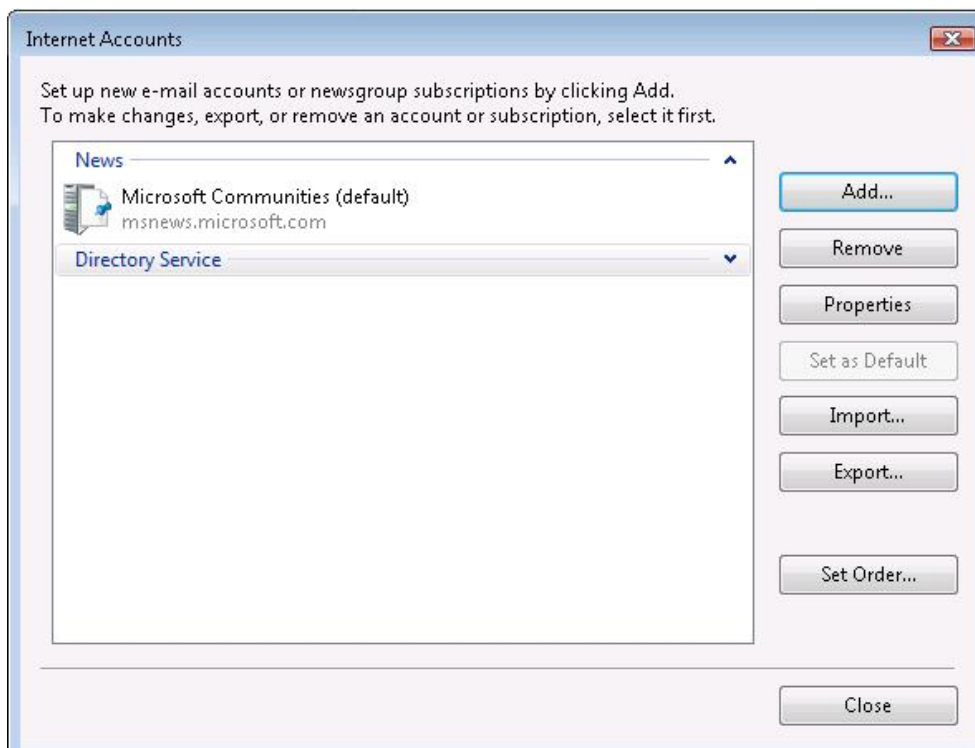 Internet Accounts
Set up new e-mail accounts or newsgroup subscriptions by clicking Add.
To make changes, export, or remove an account or subscription, select it first.
News
Microsoft Communities (default)
msnews.microsoft.com
Directory Service
Add...
Remove
Properties
Set as Default
Import...
Export...
Set Order...
Close